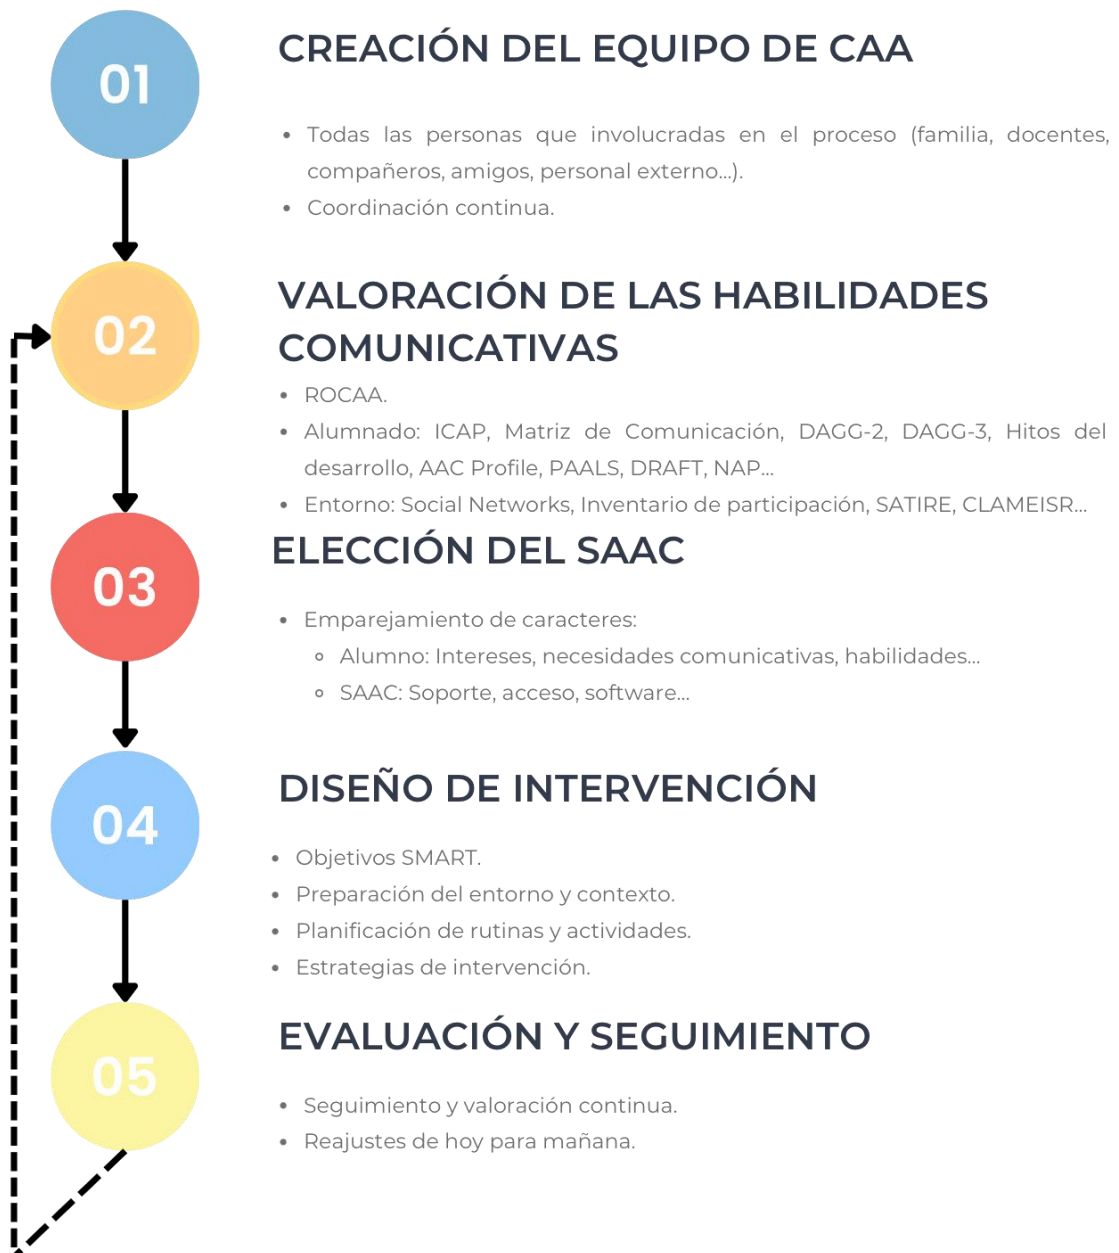 01
CREACIÓN DEL EQUIPO DE CAA
• Todas las personas que involucradas en el proceso (familia, docentes,
compañeros, amigos, personal externo...).
• Coordinación continua.
02
VALORACIÓN DE LAS HABILIDADES
COMUNICATIVAS
• ROCAA.
• Alumnado: ICAP, Matriz de Comunicación, DAGG-2, DAGG-3, Hitos del
desarrollo, AAC Profile, PAALS, DRAFT, NAP...
• Entorno: Social Networks, Inventario de participación, SATIRE, CLAMEISR...
03
ELECCIÓN DEL SAAC
• Emparejamiento de caracteres:
◦ Alumno: Intereses, necesidades comunicativas, habilidades...
◦ SAAC: Soporte, acceso, software...
04
DISEÑO DE INTERVENCIÓN
• Objetivos SMART.
• Preparación del entorno y contexto.
• Planificación de rutinas y actividades.
• Estrategias de intervención.
05
EVALUACIÓN Y SEGUIMIENTO
• Seguimiento y valoración continua.
• Reajustes de hoy para mañana.